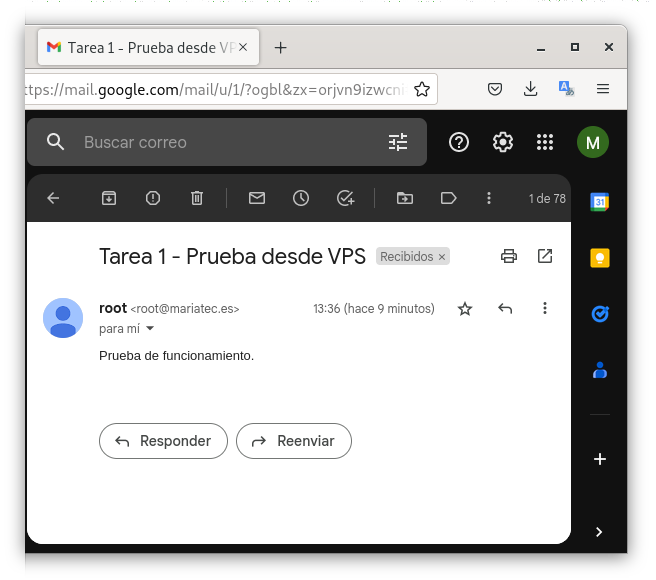 Tarea 1 - Prueba desde VP
ttps://mail.google.com/mail/u/1/?ogbl&zx=orjvn9izwcni
Buscar correo
M
1 de 78
31
Tarea 1 - Prueba desde VPS Recibidos ×
root <root@mariatec.es> 13:36 (hace 9 minutos)
para mí
Prueba de funcionamiento.
Responder Reenviar